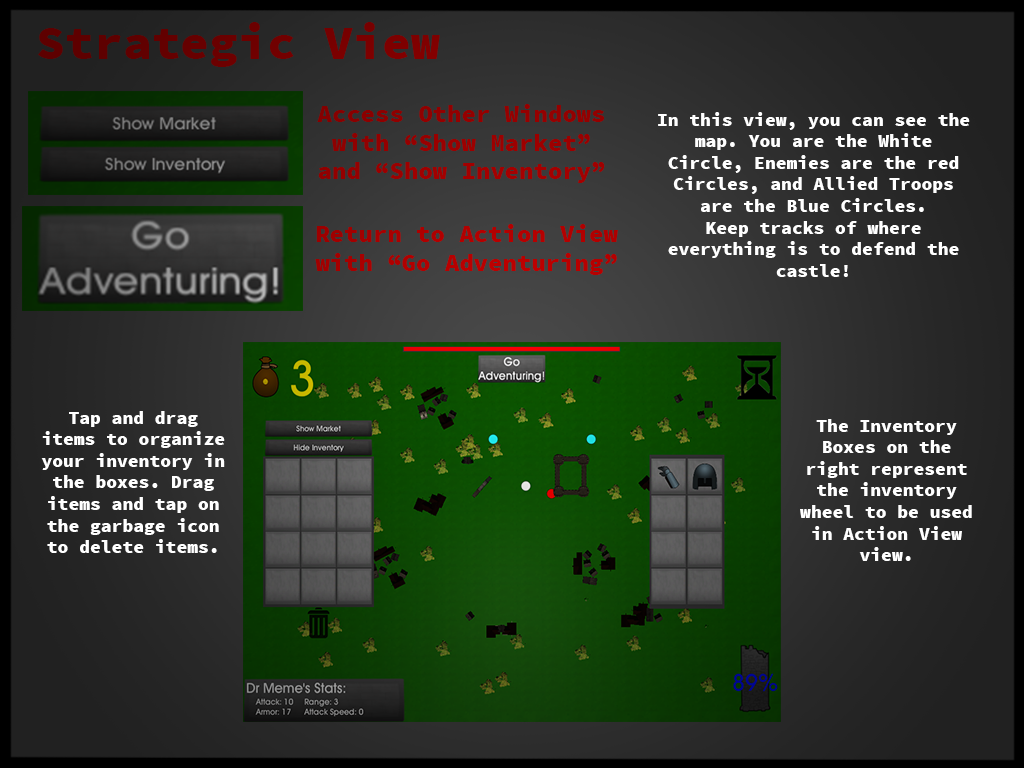 Strategic View
Show Market
Show Inventory
Access Other Windows
with “Show Market”
and “Show Inventory”
Go
Adventuring!
Return to Action View
with “Go Adventuring”
In this view, you can see the
map. You are the White
Circle, Enemies are the red
Circles, and Allied Troops
are the Blue Circles.
Keep tracks of where
everything is to defend the
castle!
Tap and drag
items to organize
your inventory in
the boxes. Drag
items and tap on
the garbage icon
to delete items.
3
Go
Adventuring!
Show Market
Hide Inventory
89%
Dr Meme's Stats:
Attack: 10 Range: 3
Armor: 17 Attack Speed: 0
The Inventory
Boxes on the
right represent
the inventory
wheel to be used
in Action View
view.